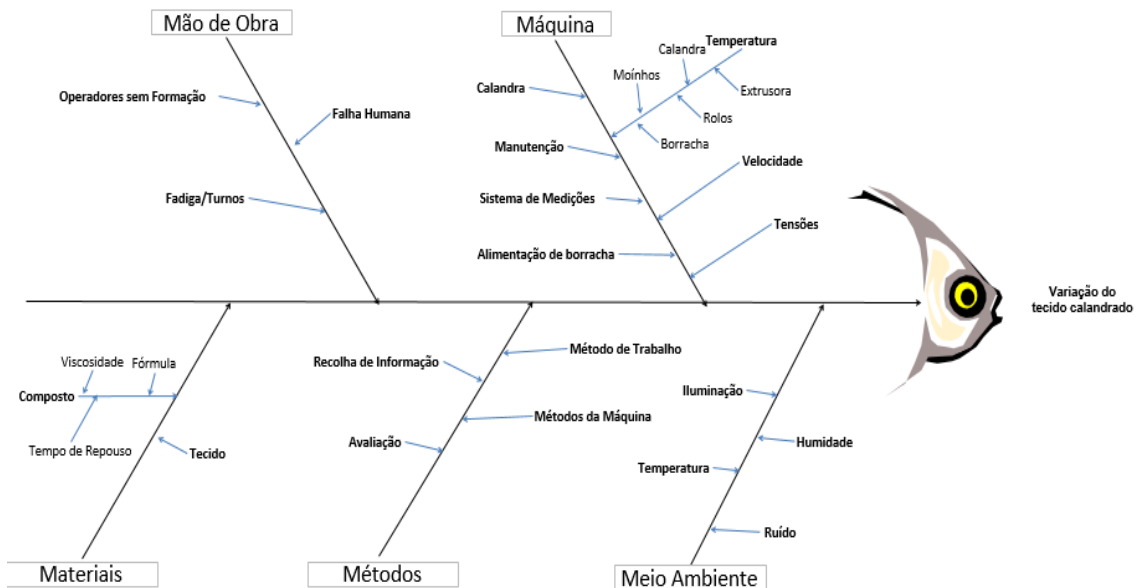 Mão de Obra
Máquina
Temperatura
Calandra
Moínhos
Extrusora
Rolos
Borracha
Calandra
Operadores sem Formação
Falha Humana
Manutenção
Velocidade
Fadiga/Turnos
Sistema de Medições
Tensões
Alimentação de borracha
Variação do
tecido calandrado
Viscosidade
Fórmula
Composto
Tempo de Repouso
Tecido
Recolha de Informação
Método de Trabalho
Métodos da Máquina
Avaliação
Iluminação
Humidade
Temperatura
Ruído
Materiais
Métodos
Meio Ambiente